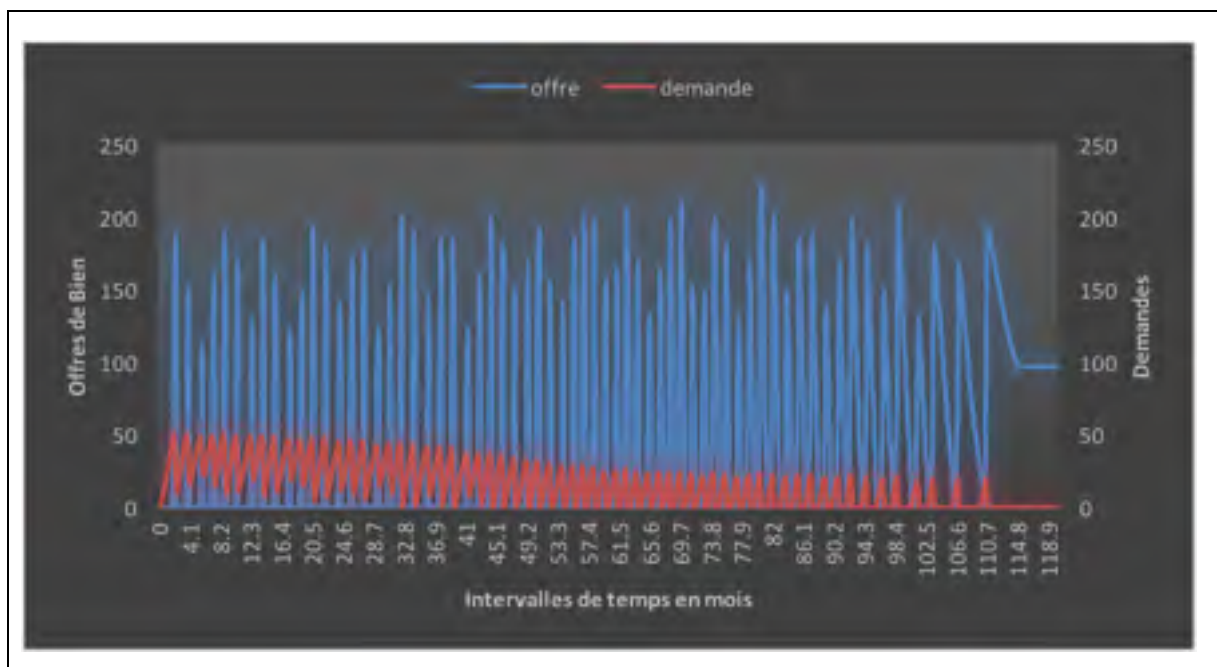 offre demande
250 250
200 200
150 150
100 100
50 50
0 0
Offres de Bien
Demandes
0 4.1 8.2 12.3 16.4 20.5 24.6 28.7 32.8 36.9 41 45.1 49.2 53.3 57.4 61.5 65.6 69.7 73.8 77.9 82 86.1 90.2 94.3 98.4 102.5 106.6 110.7 114.8 118.9
Intervalles de temps en mois